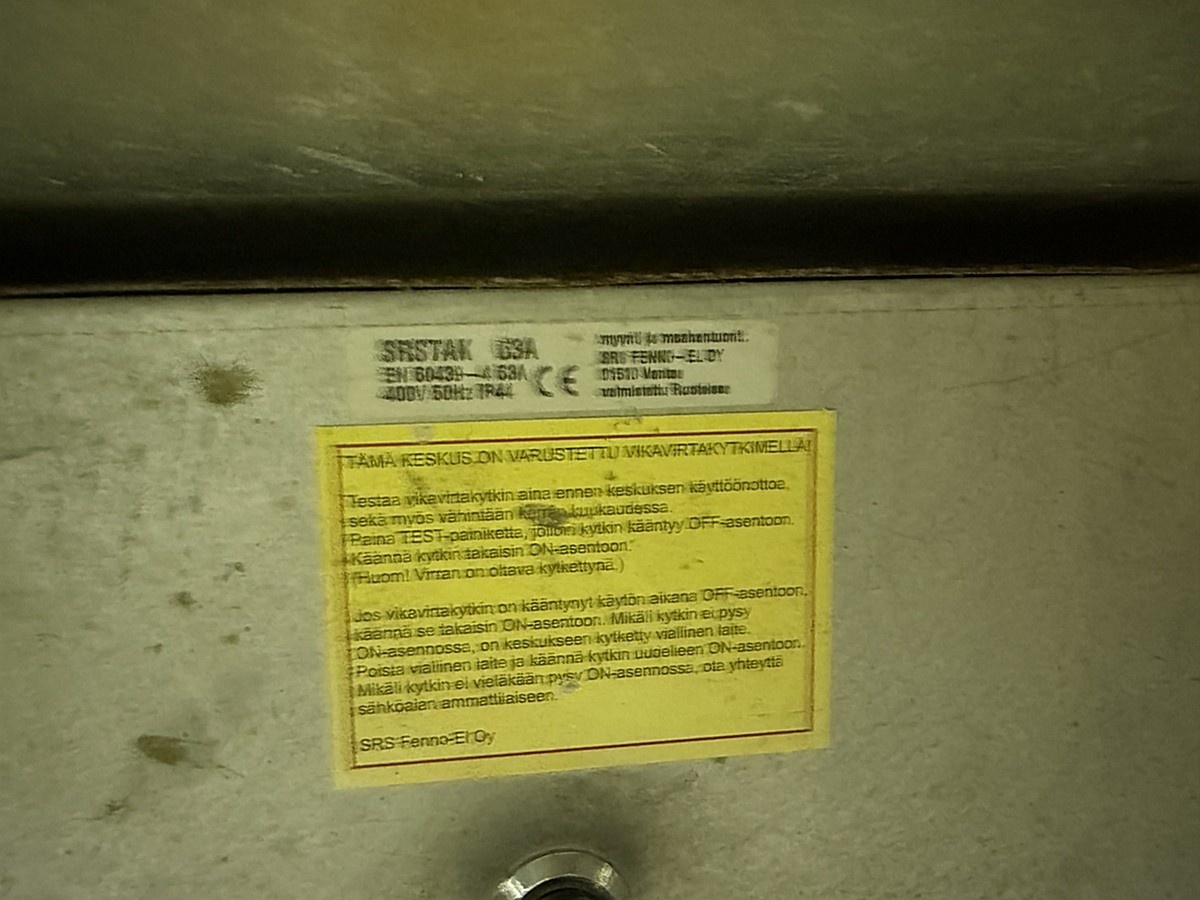 SRSTAK 63A
EN 60439-4 63A
400V 50Hz IP44
CE
myynti ja maahantuonti:
SRS FENNO-EL OY
01510 Vantaa
valmistettu Ruotsissa
TÄMÄ KESKUS ON VARUSTETTU VIKAVIRTAKYTKIMELLÄ!
Testaa vikavirtakytkin aina ennen keskuksen käyttöönottoa,
sekä myös vähintään kerran kuukaudessa.
Paina TEST-painiketta, jolloin kytkin kääntyy OFF-asentoon.
Käännä kytkin takaisin ON-asentoon.
(Huom! Virran on oltava kytkettynä.)
Jos vikavirtakytkin on kääntynyt käytön aikana OFF-asentoon,
käännä se takaisin ON-asentoon. Mikäli kytkin ei pysy
ON-asennossa, on keskukseen kytketty viallinen laite.
Poista viallinen laite ja käännä kytkin uudelleen ON-asentoon.
Mikäli kytkin ei vieläkään pysy ON-asennossa, ota yhteyttä
sähköalan ammattilaiseen.
SRS Fenno-El Oy